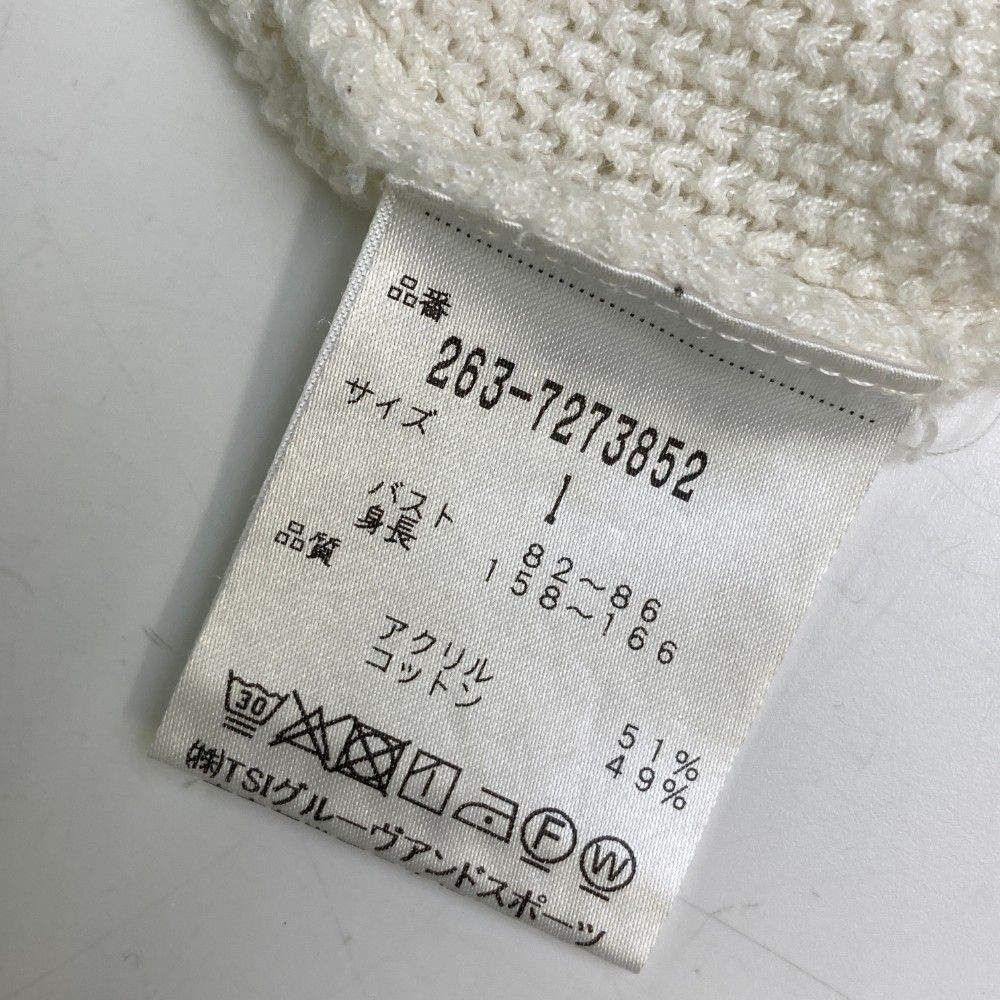 品番
263-7273852
サイズ 1
バスト 82~86
身長 158~166
品質
アクリル 51%
コットン 49%
30 F W
㈱TSIグルーヴアンドスポーツ